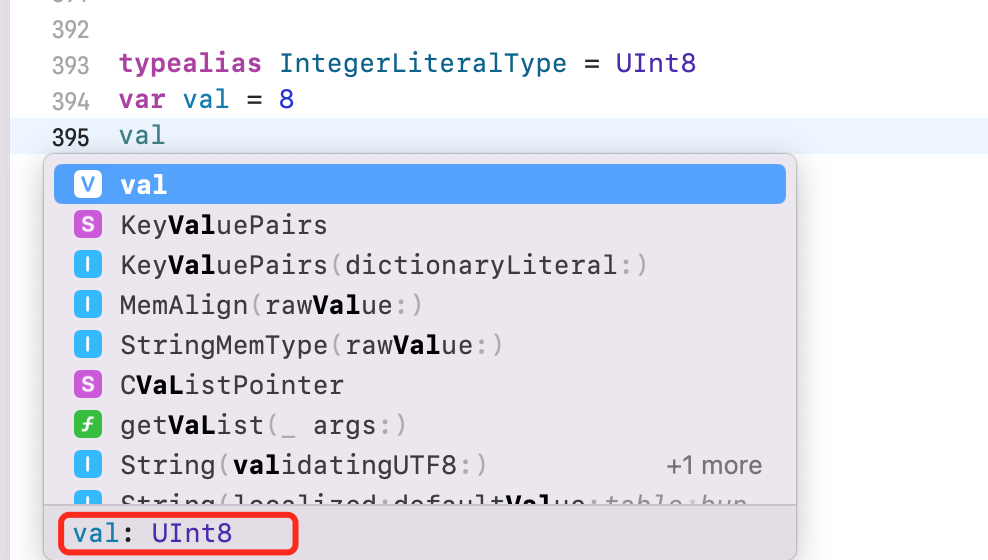 392
393 typealias IntegerLiteralType = UInt8
394 var val = 8
395 val
V val
S KeyValuePairs
I KeyValuePairs(dictionaryLiteral:)
I MemAlign(rawValue:)
I StringMemType(rawValue:)
S CVaListPointer
f getVaList(_ args:)
I String(validatingUTF8:) +1 more
I String(localized:defaultValue:table:bun
val: UInt8